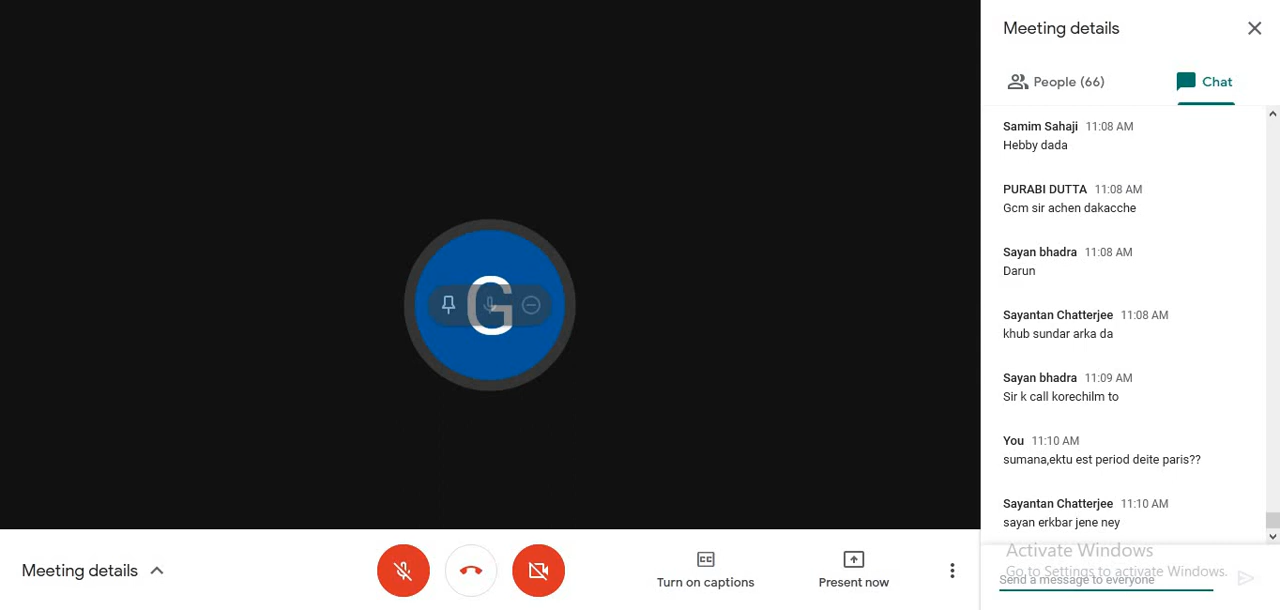 Meeting details
People (66)
Chat
Samim Sahaji 11:08 AM
Hebby dada
PURABI DUTTA 11:08 AM
Gcm sir achen dakacche
Sayan bhadra 11:08 AM
Darun
Sayantan Chatterjee 11:08 AM
khub sundar arka da
Sayan bhadra 11:09 AM
Sir k call korechilm to
You 11:10 AM
sumana,ektu est period deite paris??
Sayantan Chatterjee 11:10 AM
sayan erkbar jene ney
Activate Windows
Go to Settings to activate Windows.
Send a message to everyone
G
Meeting details
CC
Turn on captions
Present now